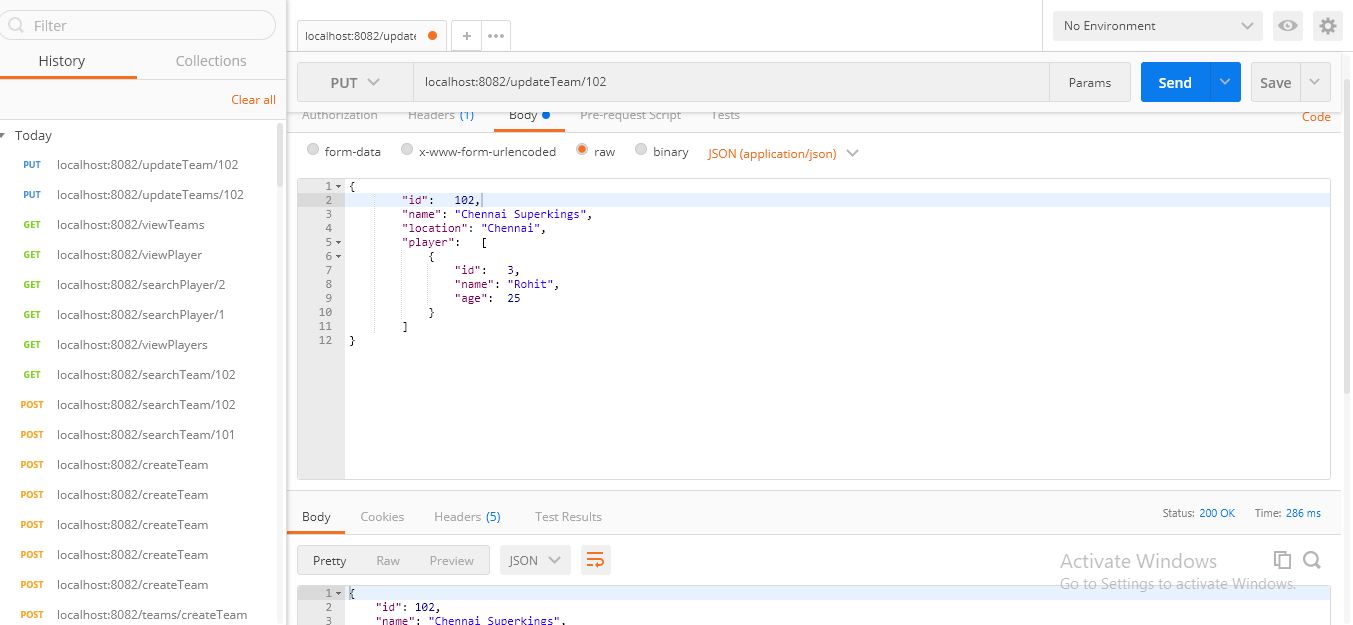 Filter
History Collections
Clear all
Today
PUT localhost:8082/updateTeam/102
PUT localhost:8082/updateTeams/102
GET localhost:8082/viewTeams
GET localhost:8082/viewPlayer
GET localhost:8082/searchPlayer/2
GET localhost:8082/searchPlayer/1
GET localhost:8082/viewPlayers
GET localhost:8082/searchTeam/102
POST localhost:8082/searchTeam/102
POST localhost:8082/searchTeam/101
POST localhost:8082/createTeam
POST localhost:8082/createTeam
POST localhost:8082/createTeam
POST localhost:8082/createTeam
POST localhost:8082/createTeam
POST localhost:8082/teams/createTeam
localhost:8082/update
No Environment
PUT localhost:8082/updateTeam/102 Params Send Save
Authorization Headers (1) Body Pre-request Script Tests Code
form-data x-www-form-urlencoded raw binary JSON (application/json)
1 {
2 "id": 102,
3 "name": "Chennai Superkings",
4 "location": "Chennai",
5 "player": [
6 {
7 "id": 3,
8 "name": "Rohit",
9 "age": 25
10 }
11 ]
12 }
Body Cookies Headers (5) Test Results Status: 200 OK Time: 286 ms
Pretty Raw Preview JSON
Activate Windows
Go to Settings to activate Windows.
1 {
2 "id": 102,
3 "name": "Chennai Superkings",